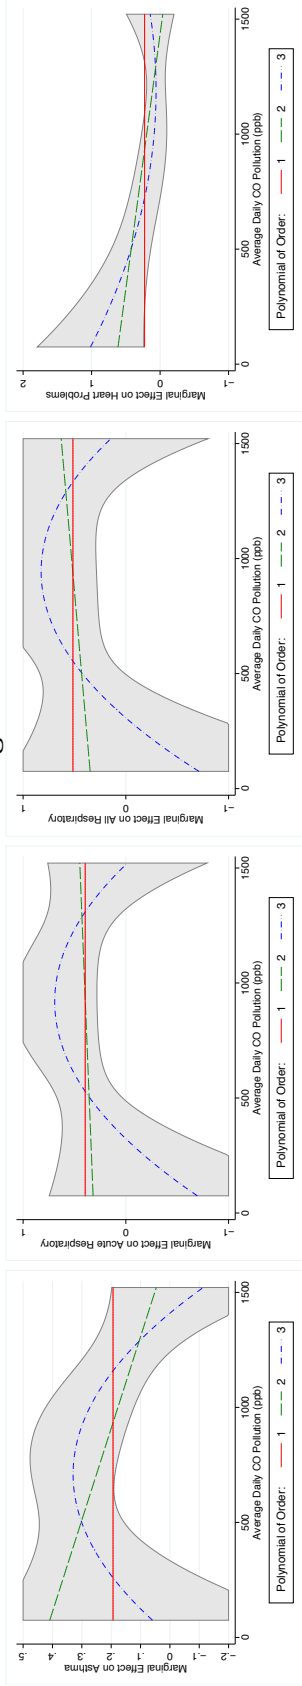 Marginal Effect on Asthma
.5
.4
.3
.2
.1
0
-.1
-.2
0 500 1000 1500
Average Daily CO Pollution (ppb)
Polynomial of Order: 1 2 3
Marginal Effect on Acute Respiratory
1
0
-1
0 500 1000 1500
Average Daily CO Pollution (ppb)
Polynomial of Order: 1 2 3
Marginal Effect on All Respiratory
1
0
-1
0 500 1000 1500
Average Daily CO Pollution (ppb)
Polynomial of Order: 1 2 3
Marginal Effect on Heart Problems
2
1
0
-1
0 500 1000 1500
Average Daily CO Pollution (ppb)
Polynomial of Order: 1 2 3